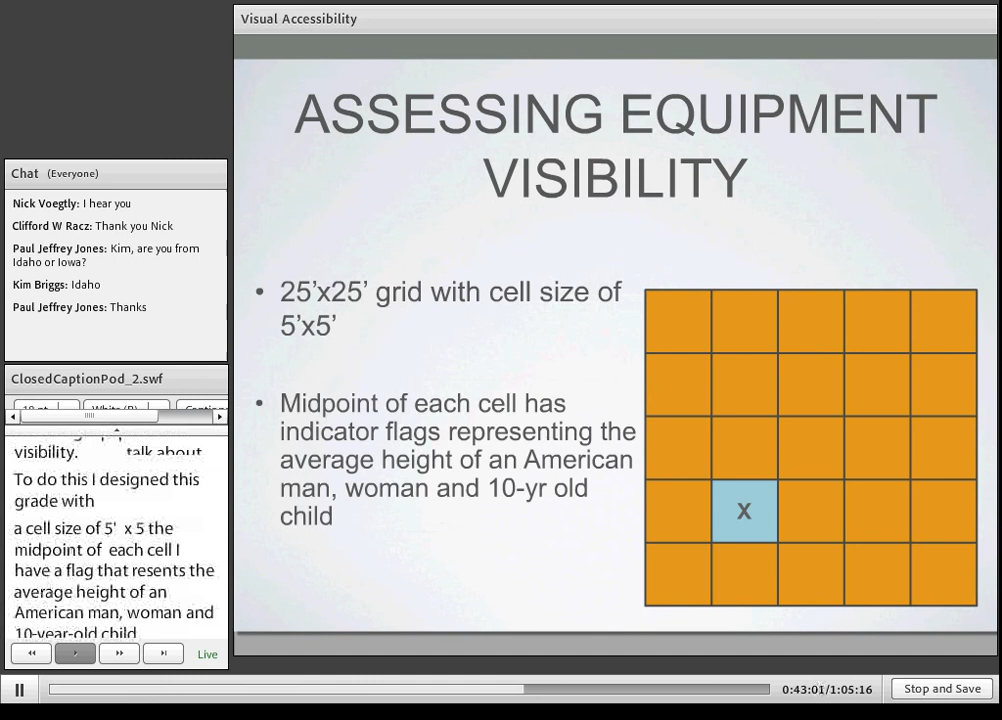 Visual Accessibility
ASSESSING EQUIPMENT
VISIBILITY
• 25’x25’ grid with cell size of
5’x5’
• Midpoint of each cell has
indicator flags representing the
average height of an American
man, woman and 10-yr old
child
X
Chat (Everyone)
Nick Voegtly: I hear you
Clifford W Racz: Thank you Nick
Paul Jeffrey Jones: Kim, are you from
Idaho or Iowa?
Kim Briggs: Idaho
Paul Jeffrey Jones: Thanks
ClosedCaptionPod_2.swf
visibility. talk about
To do this I designed this
grade with
a cell size of 5' x 5 the
midpoint of each cell I
have a flag that resents the
average height of an
American man, woman and
10-year-old child
Live
0:43:01/1:05:16
Stop and Save